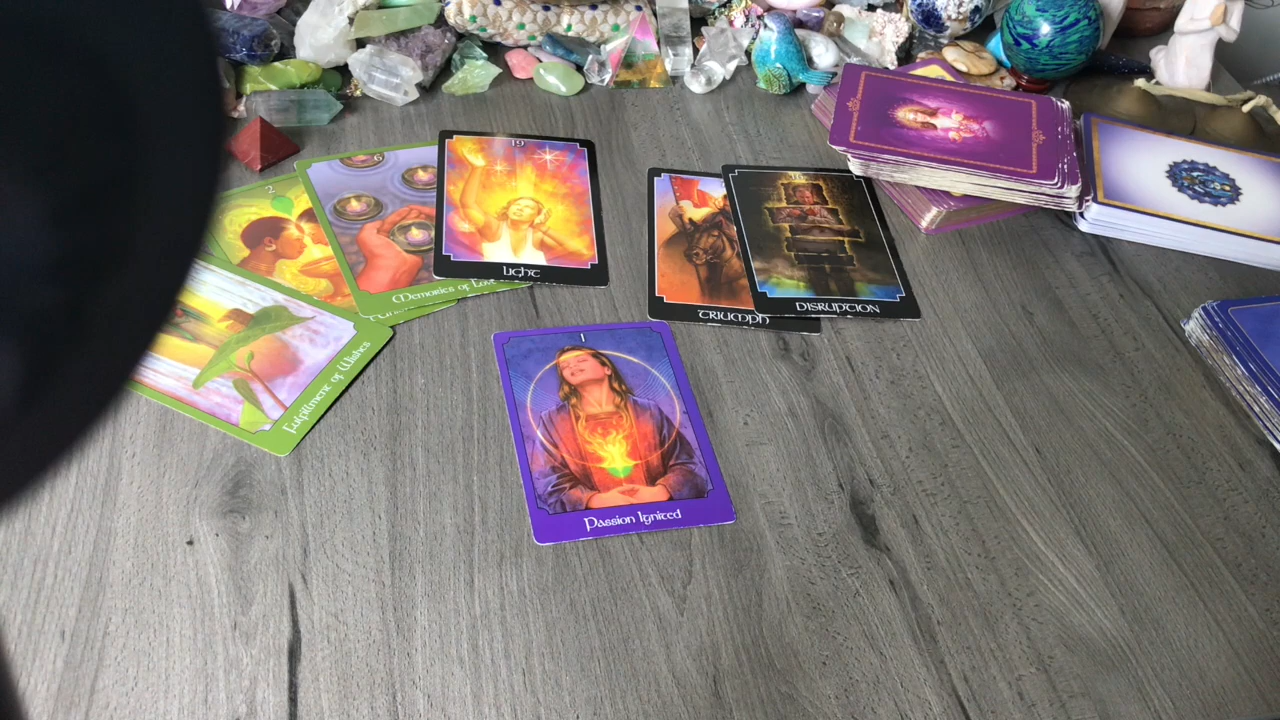 2
Memories of Love
Fulfillment of Wishes
19
LIGHT
TRIUMPH
DISRUPTION
1
Passion Ignited